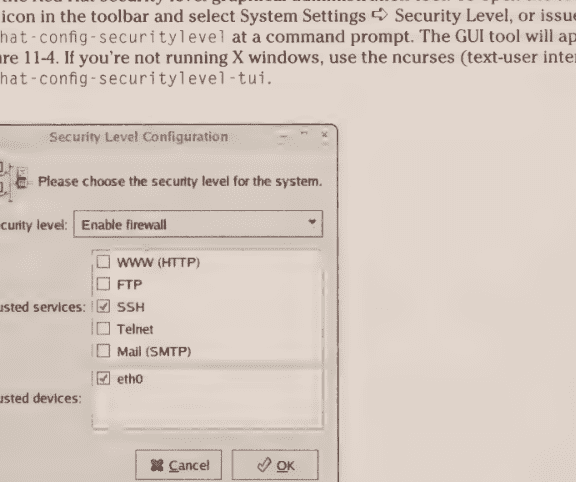 icon in the toolbar and select System Settings ➪ Security Level, or issue
hat-config-securitylevel at a command prompt. The GUI tool will ap
re 11-4. If you're not running X windows, use the ncurses (text-user inter
hat-config-securitylevel-tui.
Security Level Configuration
Please choose the security level for the system.
curity level: Enable firewall
WWW (HTTP)
FTP
usted services: SSH
Telnet
Mail (SMTP)
eth0
usted devices:
Cancel OK